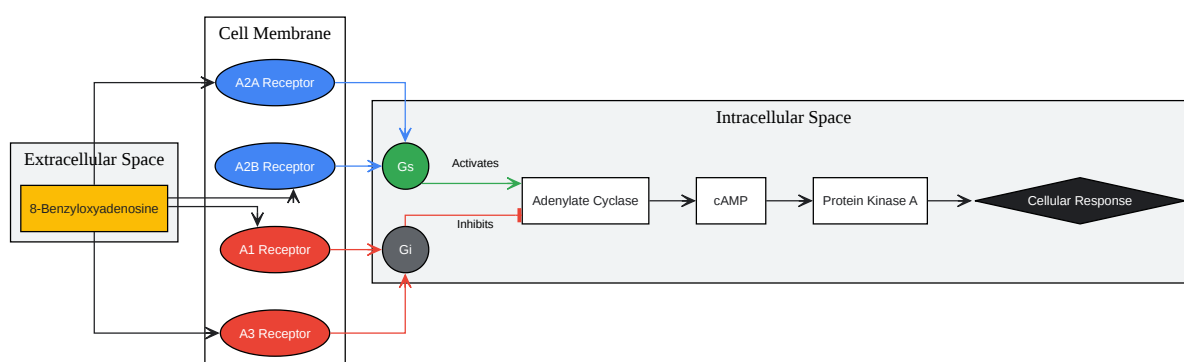 Cell Membrane
A2A Receptor
Intracellular Space
Extracellular Space
A2B Receptor
Gs
Activates
8-Benzyloxyadenosine
Adenylate Cyclase
cAMP
Protein Kinase A
Cellular Response
Inhibits
A1 Receptor
Gi
A3 Receptor